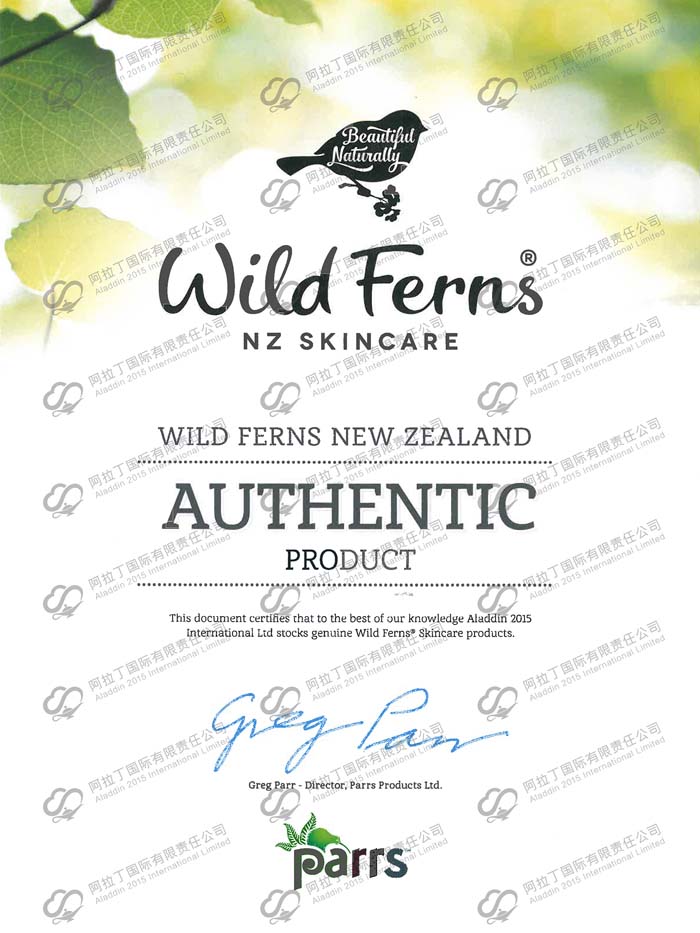 Beautiful
Naturally
Wild Ferns®
NZ SKINCARE
WILD FERNS NEW ZEALAND
AUTHENTIC
PRODUCT
This document certifies that to the best of our knowledge Aladdin 2015
International Ltd stocks genuine Wild Ferns® Skincare products.
Greg Parr
Greg Parr - Director, Parrs Products Ltd.
parrs
阿拉丁国际有限责任公司
Aladdin 2015 International Limited